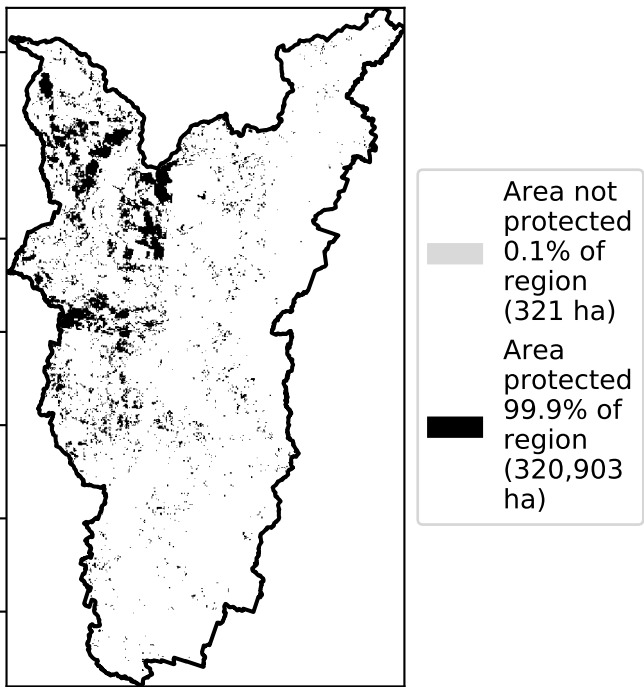 Area not
protected
0.1% of
region
(321 ha)
Area
protected
99.9% of
region
(320,903
ha)